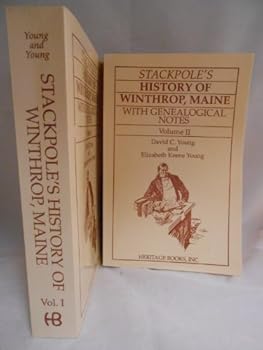 Young
and
Young
STACKPOLE'S HISTORY OF
WINTHROP, MAINE
Vol. I
HB
STACKPOLE'S
HISTORY OF
WINTHROP, MAINE
WITH GENEALOGICAL
NOTES
Volume II
David C. Young
and
Elizabeth Keene Young
HERITAGE BOOKS, INC.